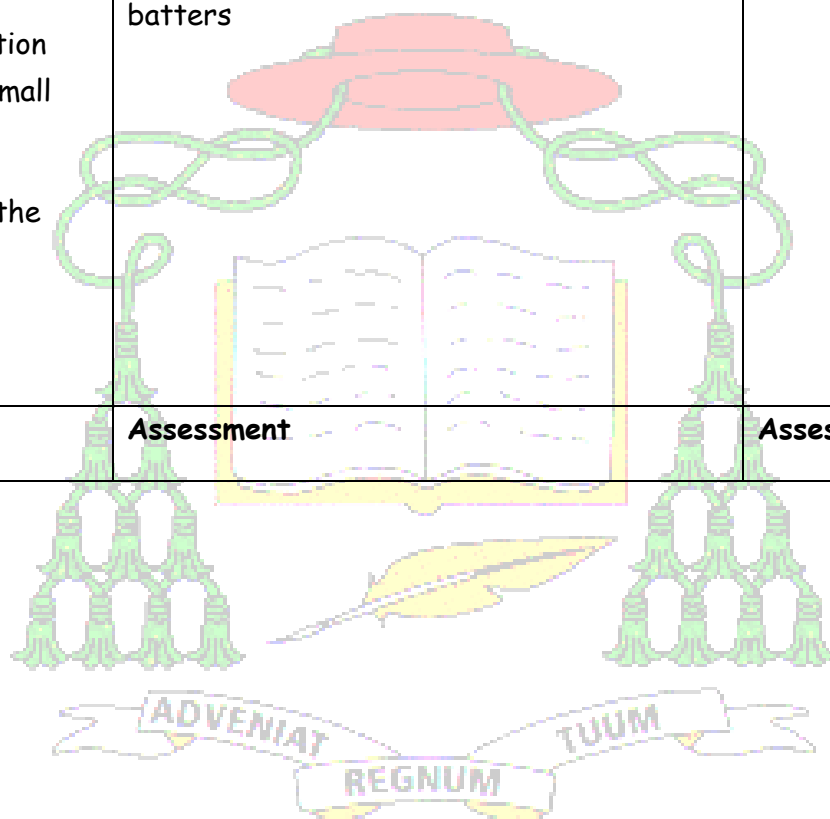 batters
tion
mall
the
Assessment
Asses
ADVENIAT
REGNUM
TUUM